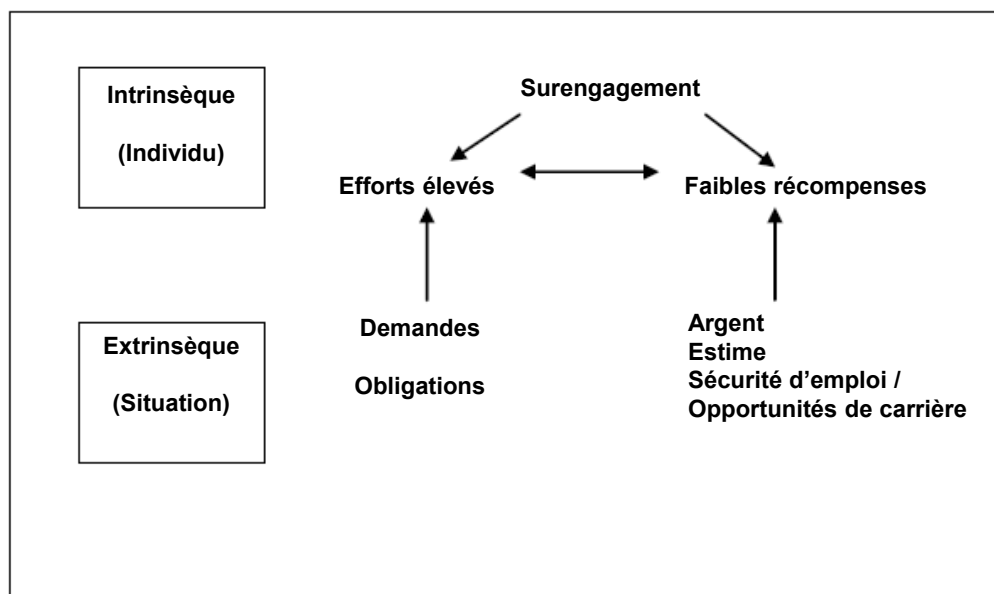 Intrinsèque
(Individu)
Surengagement
Efforts élevés
Faibles récompenses
Extrinsèque
(Situation)
Demandes
Obligations
Argent
Estime
Sécurité d’emploi /
Opportunités de carrière